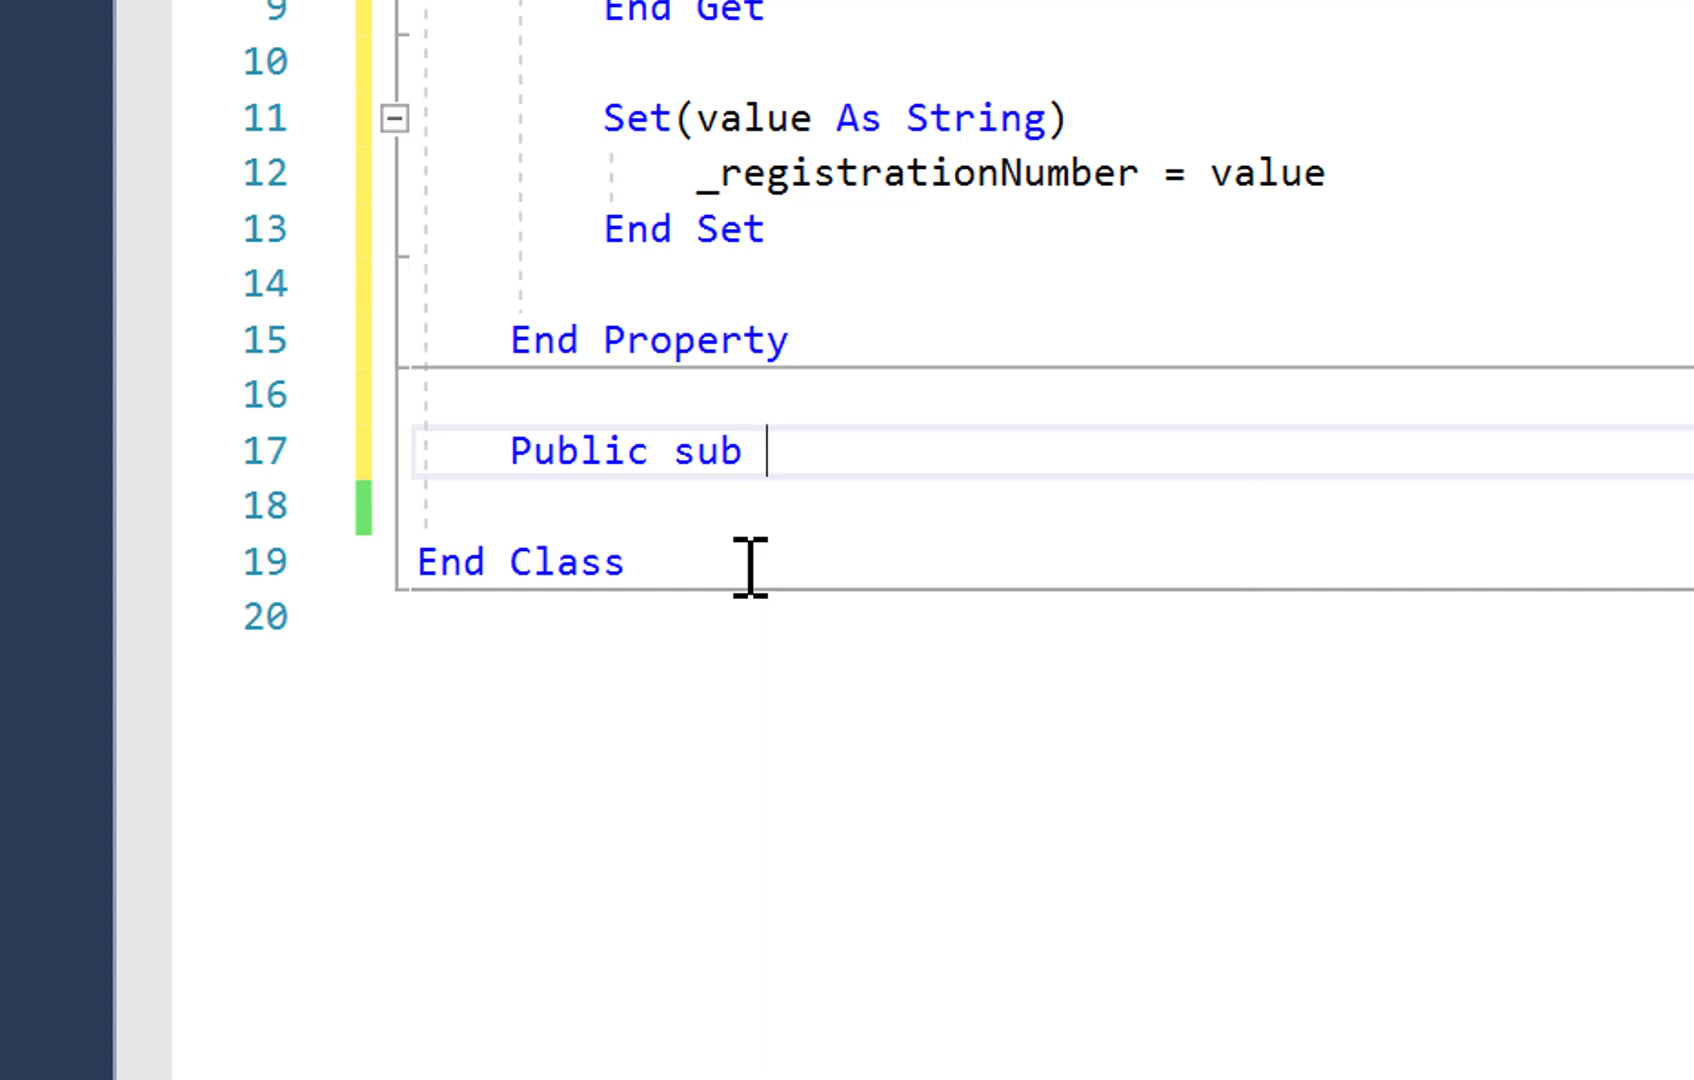 9 End Get
10
11 Set(value As String)
12 _registrationNumber = value
13 End Set
14
15 End Property
16
17 Public sub
18
19 End Class
20